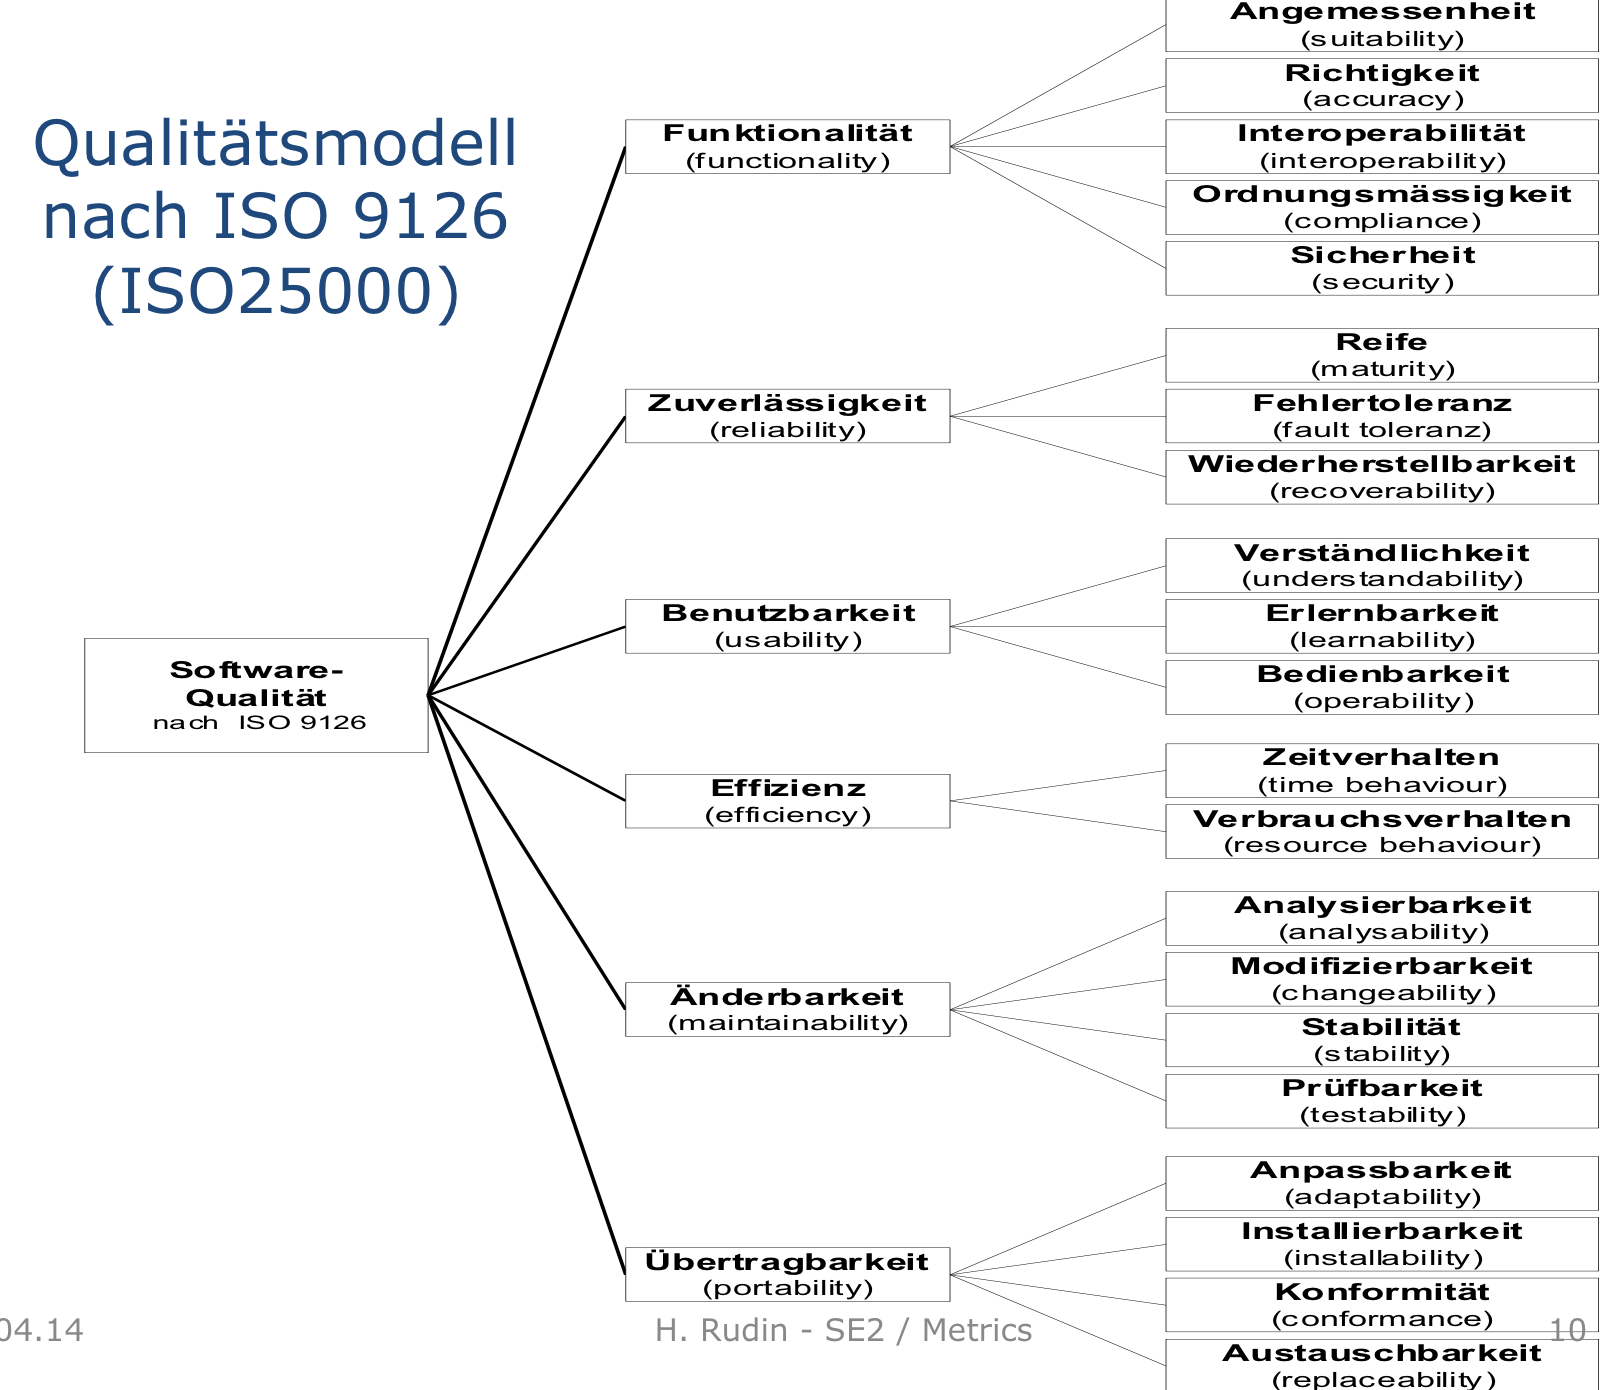 Qualitätsmodell
nach ISO 9126
(ISO25000)
Software-
Qualität
nach ISO 9126
Funktionalität
(functionality)
Angemessenheit
(suitability)
Richtigkeit
(accuracy)
Interoperabilität
(interoperability)
Ordnungsmässigkeit
(compliance)
Sicherheit
(security)
Zuverlässigkeit
(reliability)
Reife
(maturity)
Fehlertoleranz
(fault toleranz)
Wiederherstellbarkeit
(recoverability)
Benutzbarkeit
(usability)
Verständlichkeit
(understandability)
Erlernbarkeit
(learnability)
Bedienbarkeit
(operability)
Effizienz
(efficiency)
Zeitverhalten
(time behaviour)
Verbrauchsverhalten
(resource behaviour)
Änderbarkeit
(maintainability)
Analysierbarkeit
(analysability)
Modifizierbarkeit
(changeability)
Stabilität
(stability)
Prüfbarkeit
(testability)
Übertragbarkeit
(portability)
Anpassbarkeit
(adaptability)
Installierbarkeit
(installability)
Konformität
(conformance)
Austauschbarkeit
(replaceability)
04.14
H. Rudin - SE2 / Metrics
10